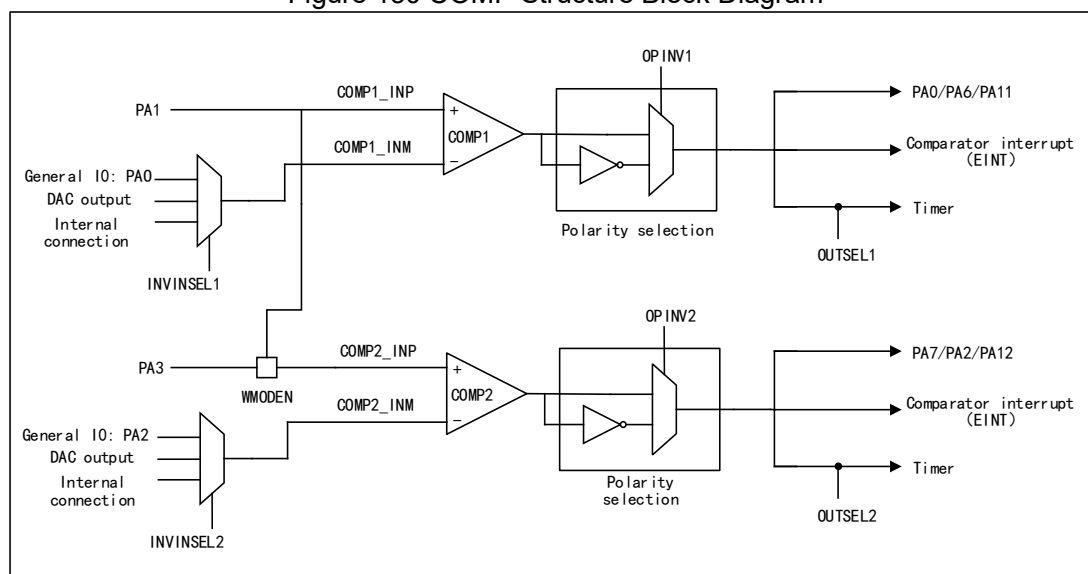 Figure 130 COMP Structure Block Diagram
OPINV1
PA1
COMP1_INP
+
COMP1
COMP1_INM
−
General IO: PA0
DAC output
Internal
connection
INVINSEL1
Polarity selection
PA0/PA6/PA11
Comparator interrupt
(EINT)
Timer
OUTSEL1
OPINV2
PA3
WMODEN
COMP2_INP
+
COMP2
COMP2_INM
−
General IO: PA2
DAC output
Internal
connection
INVINSEL2
Polarity
selection
PA7/PA2/PA12
Comparator interrupt
(EINT)
Timer
OUTSEL2